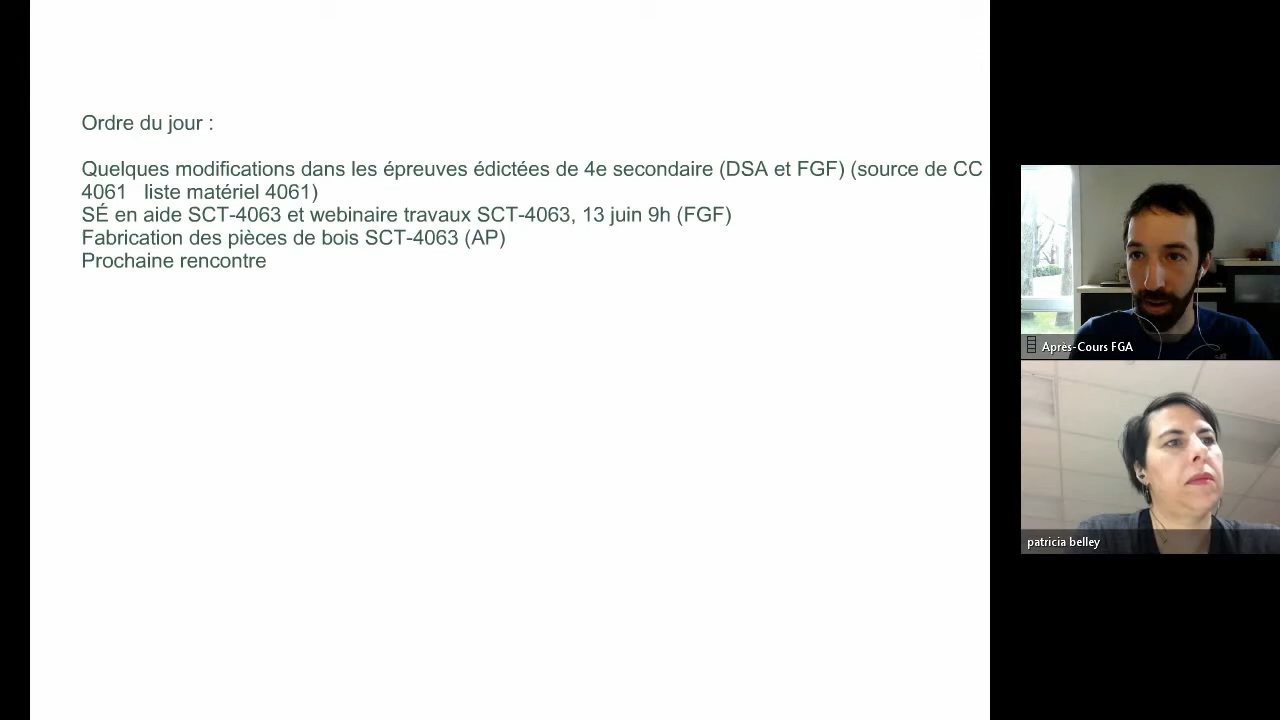 Ordre du jour :
Quelques modifications dans les épreuves édictées de 4e secondaire (DSA et FGF) (source de CC
4061   liste matériel 4061)
SÉ en aide SCT-4063 et webinaire travaux SCT-4063, 13 juin 9h (FGF)
Fabrication des pièces de bois SCT-4063 (AP)
Prochaine rencontre
Après-Cours FGA
patricia belley